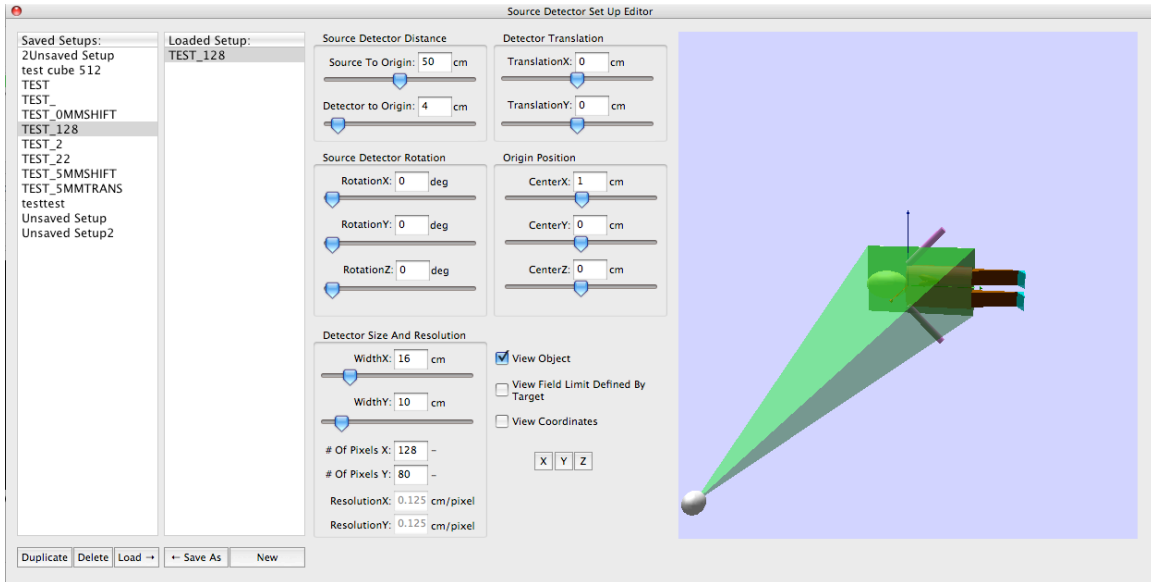 Source Detector Set Up Editor
Saved Setups:
2Unsaved Setup
test cube 512
TEST
TEST_
TEST_0MMSHIFT
TEST_128
TEST_2
TEST_22
TEST_5MMSHIFT
TEST_5MMTRANS
testtest
Unsaved Setup
Unsaved Setup2
Loaded Setup:
TEST_128
Source Detector Distance
Source To Origin: 50 cm
Detector to Origin: 4 cm
Detector Translation
TranslationX: 0 cm
TranslationY: 0 cm
Source Detector Rotation
RotationX: 0 deg
RotationY: 0 deg
RotationZ: 0 deg
Origin Position
CenterX: 1 cm
CenterY: 0 cm
CenterZ: 0 cm
Detector Size And Resolution
WidthX: 16 cm
WidthY: 10 cm
# Of Pixels X: 128 -
# Of Pixels Y: 80 -
ResolutionX: 0.125 cm/pixel
ResolutionY: 0.125 cm/pixel
View Object
View Field Limit Defined By
Target
View Coordinates
X Y Z
Duplicate Delete Load → ← Save As New